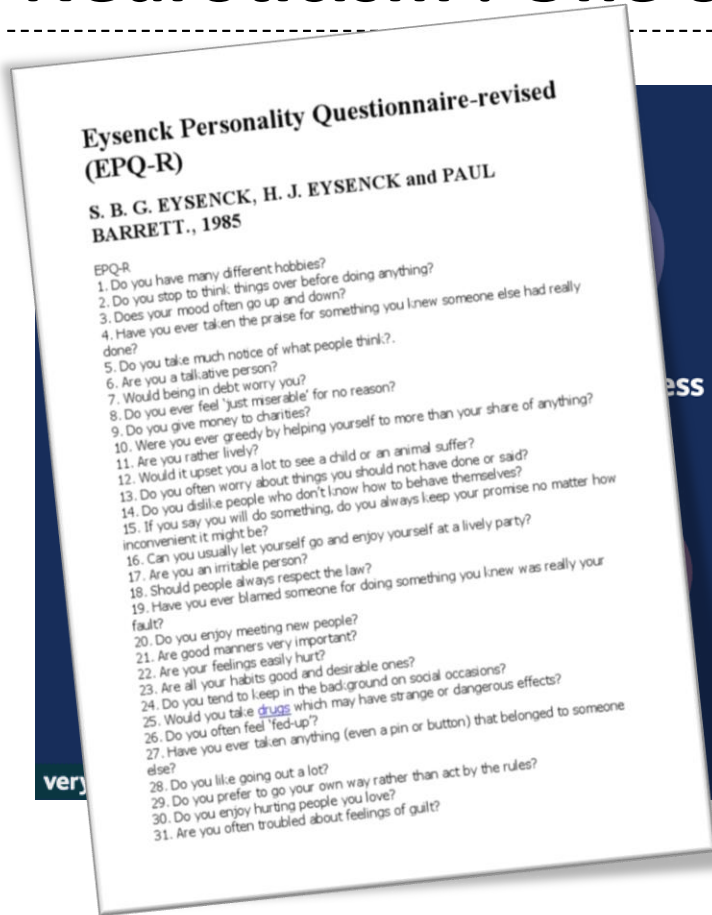 Eysenck Personality Questionnaire-revised
(EPQ-R)
S. B. G. EYSENCK, H. J. EYSENCK and PAUL
BARRETT., 1985
EPQ-R
1. Do you have many different hobbies?
2. Do you stop to think things over before doing anything?
3. Does your mood often go up and down?
4. Have you ever taken the praise for something you knew someone else had really
done?
5. Do you take much notice of what people think?.
6. Are you a talkative person?
7. Would being in debt worry you?
8. Do you ever feel 'just miserable' for no reason?
9. Do you give money to charities?
10. Were you ever greedy by helping yourself to more than your share of anything?
11. Are you rather lively?
12. Would it upset you a lot to see a child or an animal suffer?
13. Do you often worry about things you should not have done or said?
14. Do you dislike people who don't know how to behave themselves?
15. If you say you will do something, do you always keep your promise no matter how
inconvenient it might be?
16. Can you usually let yourself go and enjoy yourself at a lively party?
17. Are you an irritable person?
18. Should people always respect the law?
19. Have you ever blamed someone for doing something you knew was really your
fault?
20. Do you enjoy meeting new people?
21. Are good manners very important?
22. Are your feelings easily hurt?
23. Are all your habits good and desirable ones?
24. Do you tend to keep in the background on social occasions?
25. Would you take drugs which may have strange or dangerous effects?
26. Do you often feel 'fed-up'?
27. Have you ever taken anything (even a pin or button) that belonged to someone
else?
28. Do you like going out a lot?
29. Do you prefer to go your own way rather than act by the rules?
30. Do you enjoy hurting people you love?
31. Are you often troubled about feelings of guilt?
ess
very